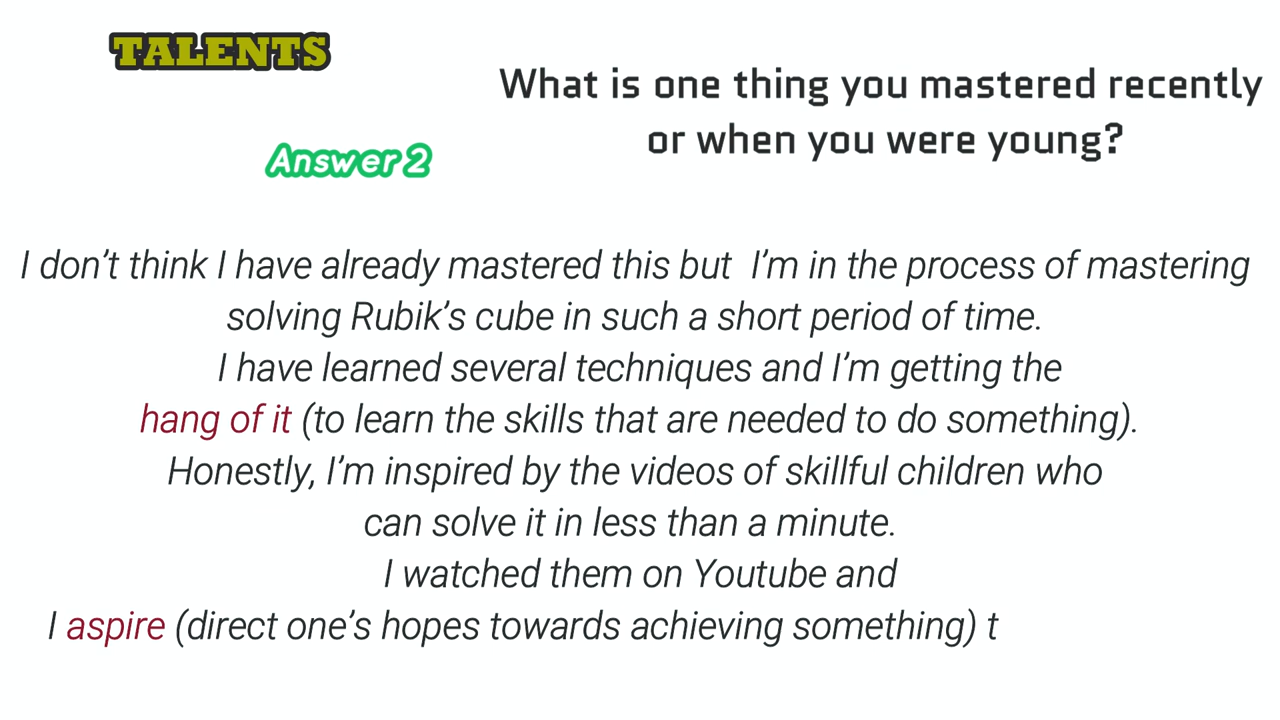 TALENTS
What is one thing you mastered recently
or when you were young?
Answer 2
I don’t think I have already mastered this but  I’m in the process of mastering
solving Rubik’s cube in such a short period of time.
I have learned several techniques and I’m getting the
hang of it (to learn the skills that are needed to do something).
Honestly, I’m inspired by the videos of skillful children who
can solve it in less than a minute.
I watched them on Youtube and
I aspire (direct one’s hopes towards achieving something) t